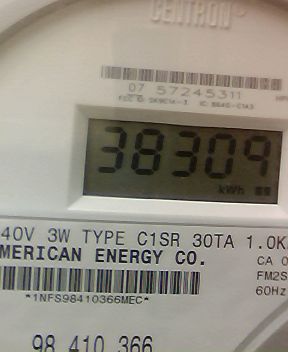 CENTRON
07 57245311
38309
kWh
40V 3W TYPE C1SR 30TA 1.0K
MERICAN ENERGY CO.
CA 0
FM2S
60Hz
*1NFS98410366MEC*
98 410 366